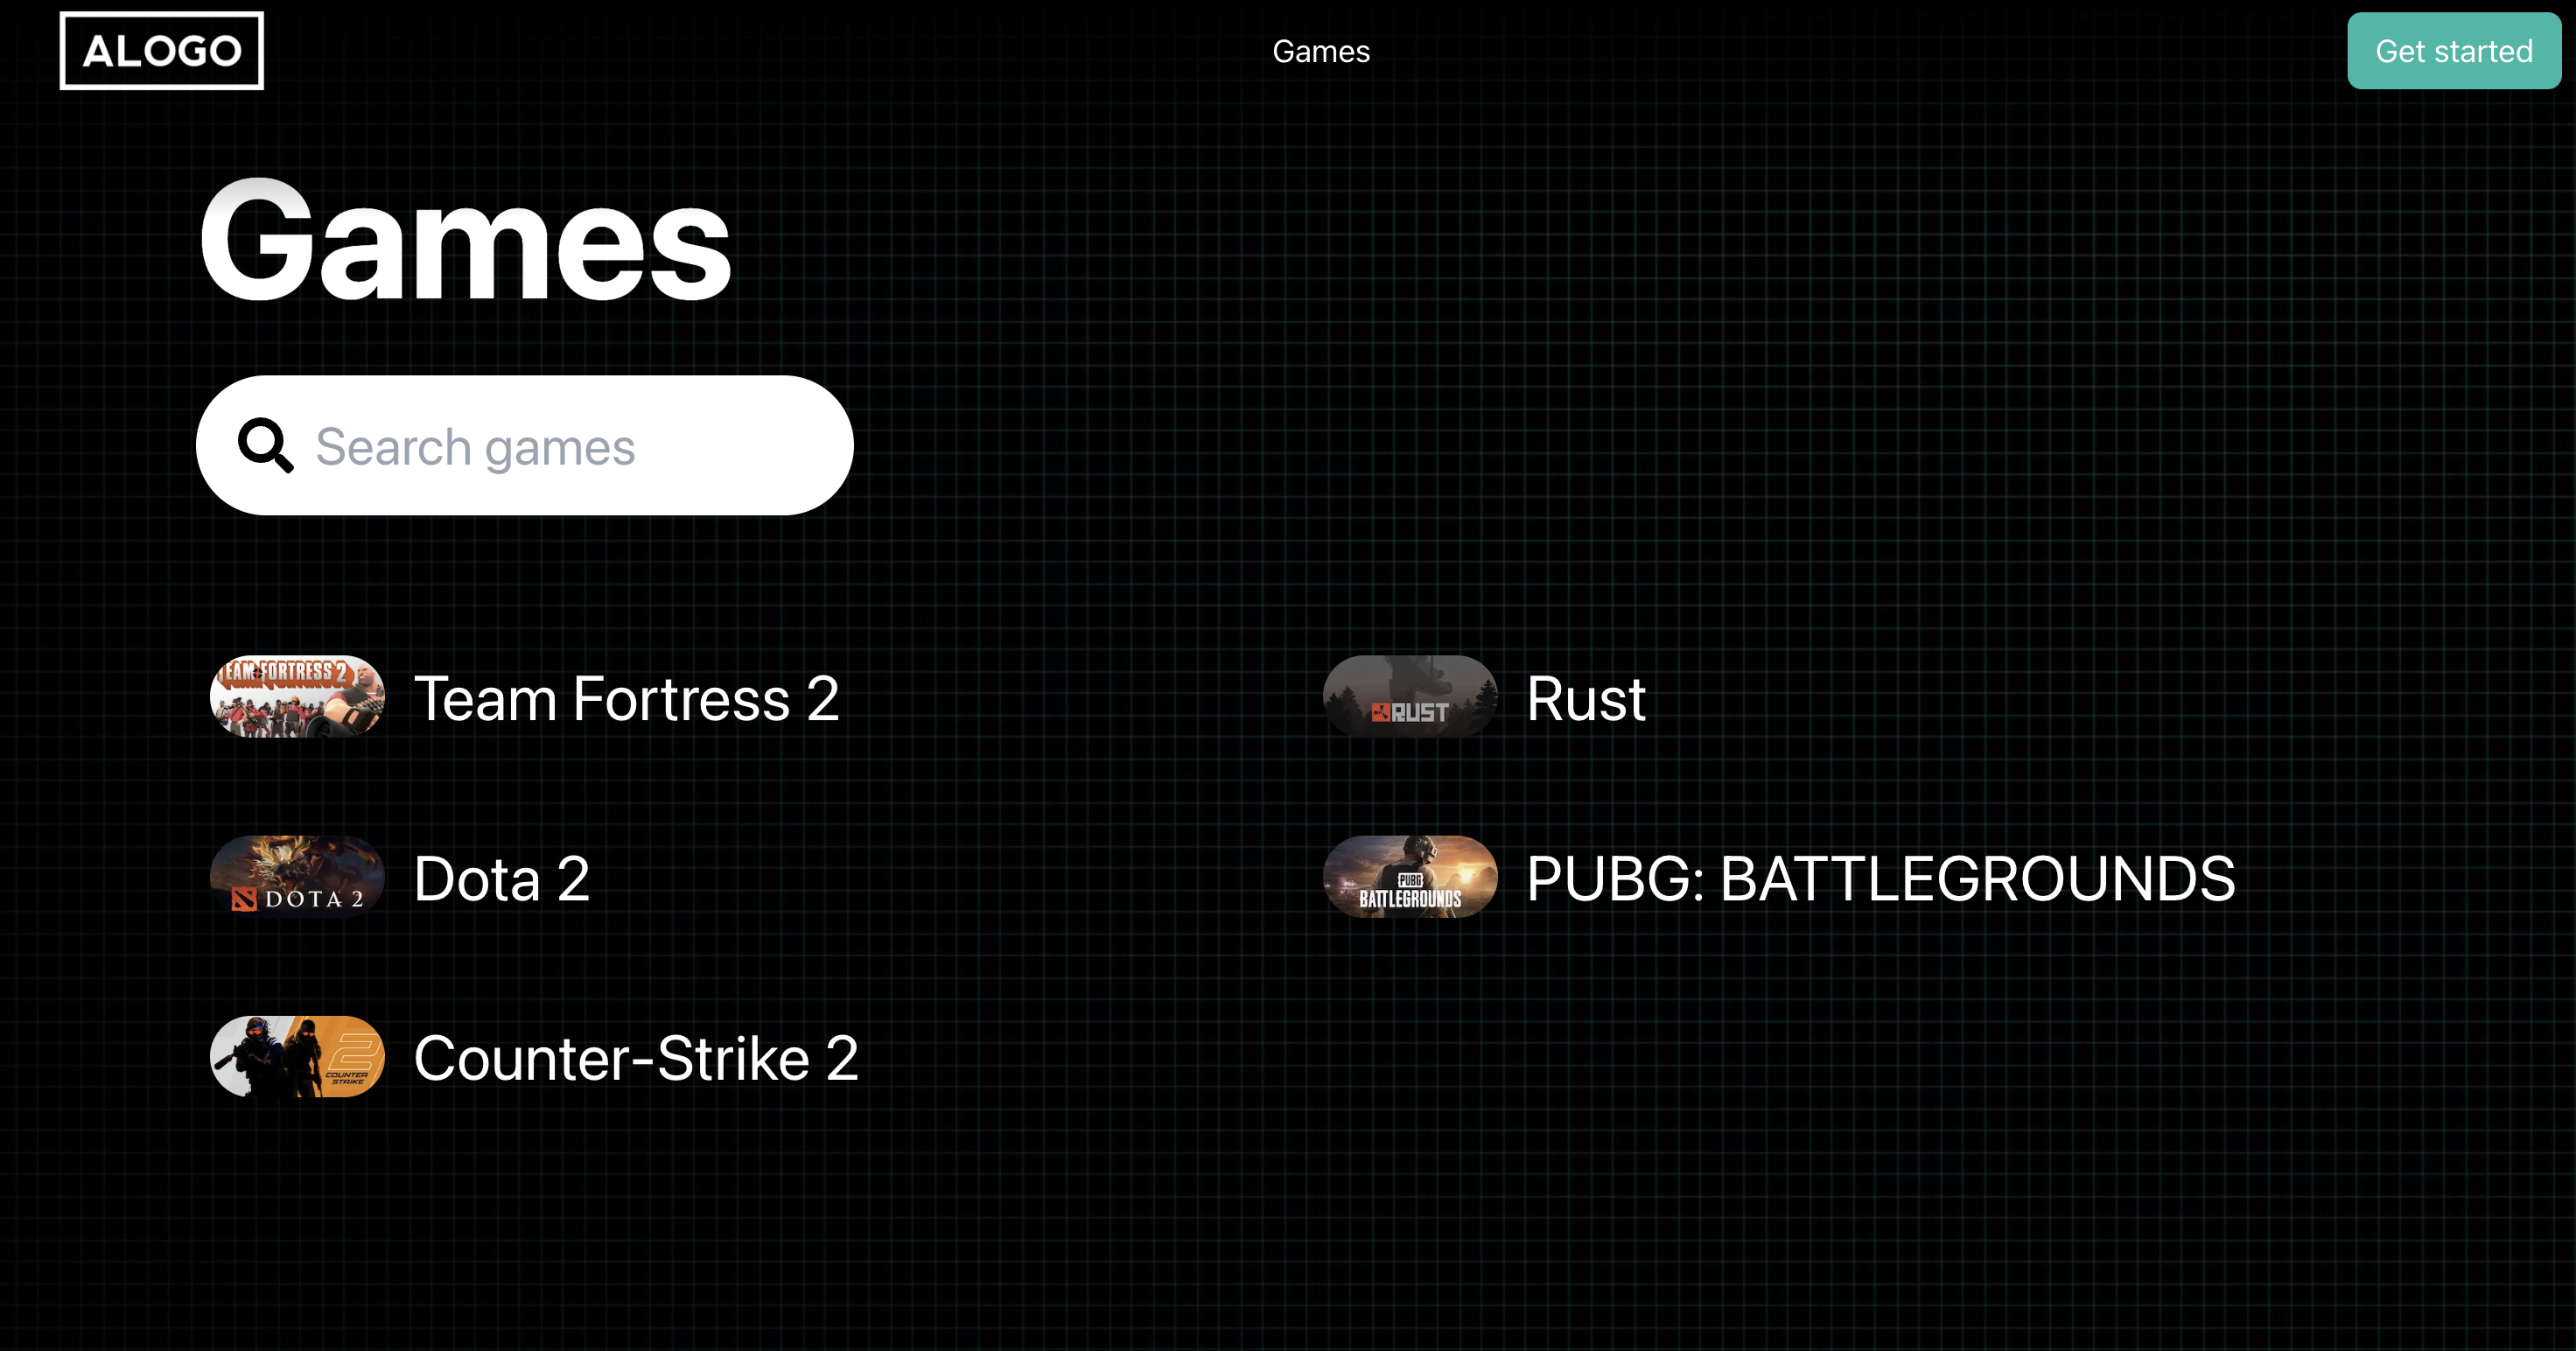 ALOGO
Games
Get started
Games
Search games
TEAM FORTRESS 2
Team Fortress 2
RUST
Rust
DOTA 2
Dota 2
PUBG
BATTLEGROUNDS
PUBG: BATTLEGROUNDS
2
COUNTER
STRIKE
Counter-Strike 2